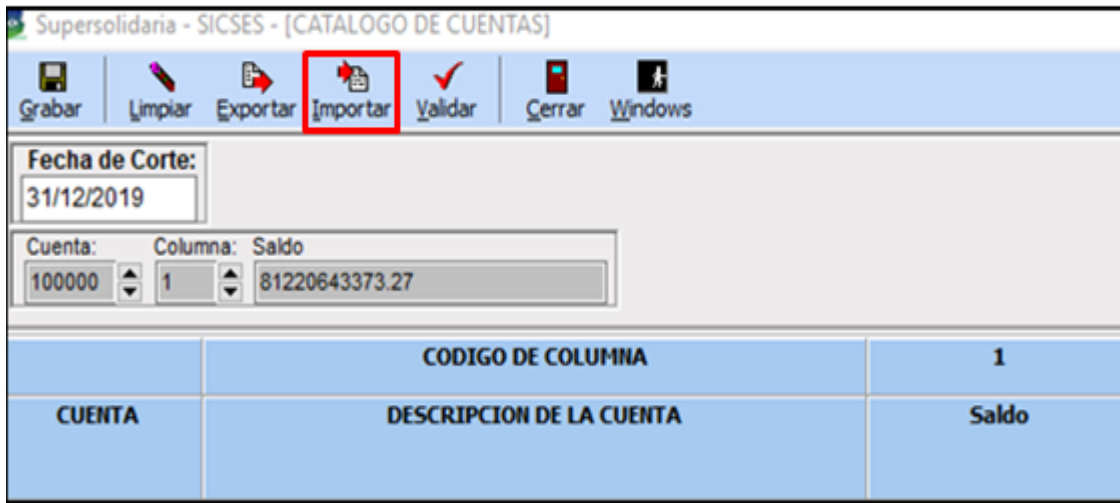 Supersolidaria - SICSES - [CATALOGO DE CUENTAS]
Grabar Limpiar Exportar Importar Validar Cerrar Windows
Fecha de Corte:
31/12/2019
Cuenta: Columna: Saldo
100000 1 81220643373.27
CODIGO DE COLUMNA 1
CUENTA DESCRIPCION DE LA CUENTA Saldo